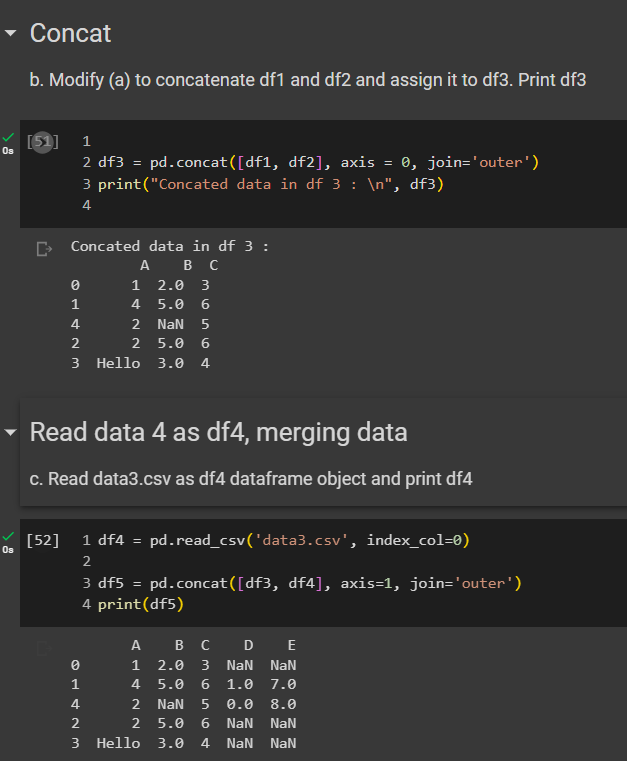 Concat
b. Modify (a) to concatenate df1 and df2 and assign it to df3. Print df3
[51] 1
0s
2 df3 = pd.concat([df1, df2], axis = 0, join='outer')
3 print("Concated data in df 3 : \n", df3)
4
Concated data in df 3 :
A B C
0 1 2.0 3
1 4 5.0 6
4 2 NaN 5
2 2 5.0 6
3 Hello 3.0 4
Read data 4 as df4, merging data
c. Read data3.csv as df4 dataframe object and print df4
[52] 1 df4 = pd.read_csv('data3.csv', index_col=0)
0s
2
3 df5 = pd.concat([df3, df4], axis=1, join='outer')
4 print(df5)
A B C D E
0 1 2.0 3 NaN NaN
1 4 5.0 6 1.0 7.0
4 2 NaN 5 0.0 8.0
2 2 5.0 6 NaN NaN
3 Hello 3.0 4 NaN NaN